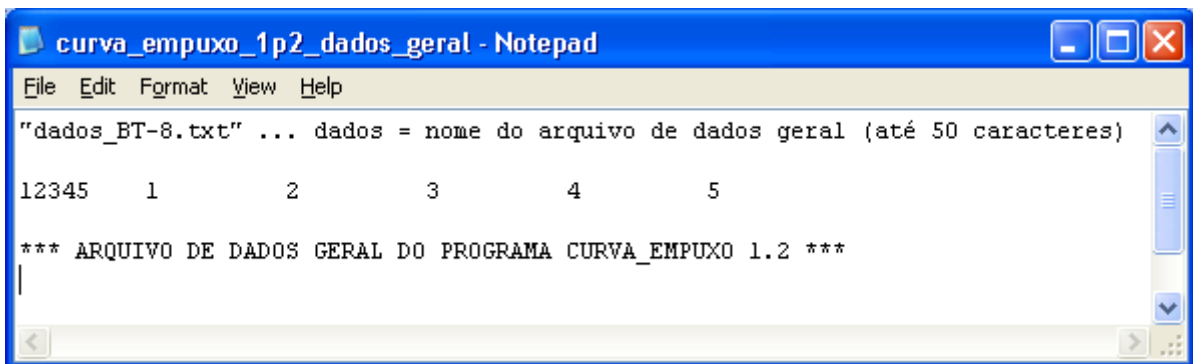 curva_empuxo_1p2_dados_geral - Notepad
File Edit Format View Help
"dados_BT-8.txt" ... dados = nome do arquivo de dados geral (até 50 caracteres)
12345 1 2 3 4 5
*** ARQUIVO DE DADOS GERAL DO PROGRAMA CURVA_EMPUXO 1.2 ***